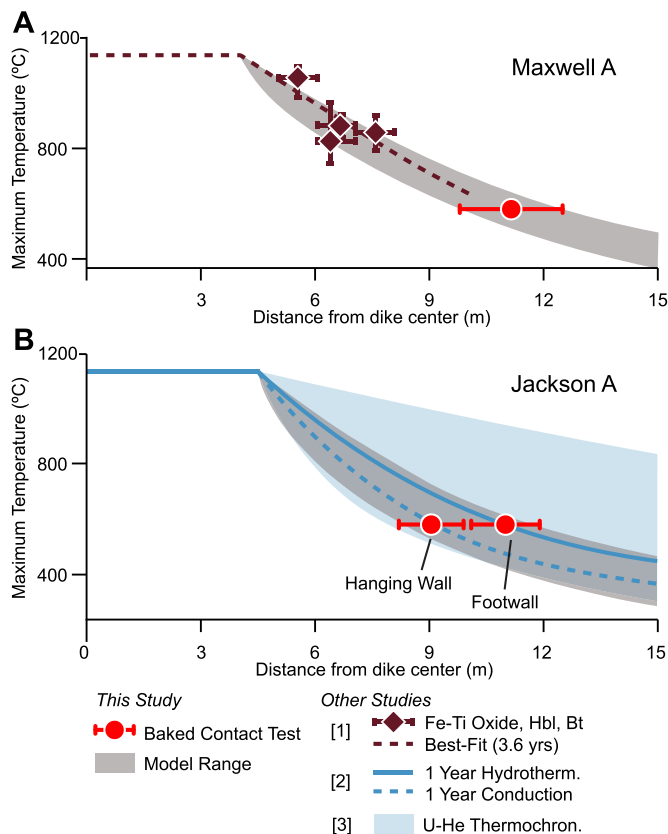 A
Maxwell A
Maximum Temperature (ºC)
1200
800
400
3
6
9
12
15
Distance from dike center (m)
B
Jackson A
Maximum Temperature (ºC)
1200
800
400
Hanging Wall
Footwall
0
3
6
9
12
15
Distance from dike center (m)
This Study
Baked Contact Test
Model Range
Other Studies
[1]
Fe-Ti Oxide, Hbl, Bt
Best-Fit (3.6 yrs)
[2]
1 Year Hydrotherm.
1 Year Conduction
[3]
U-He Thermochron.